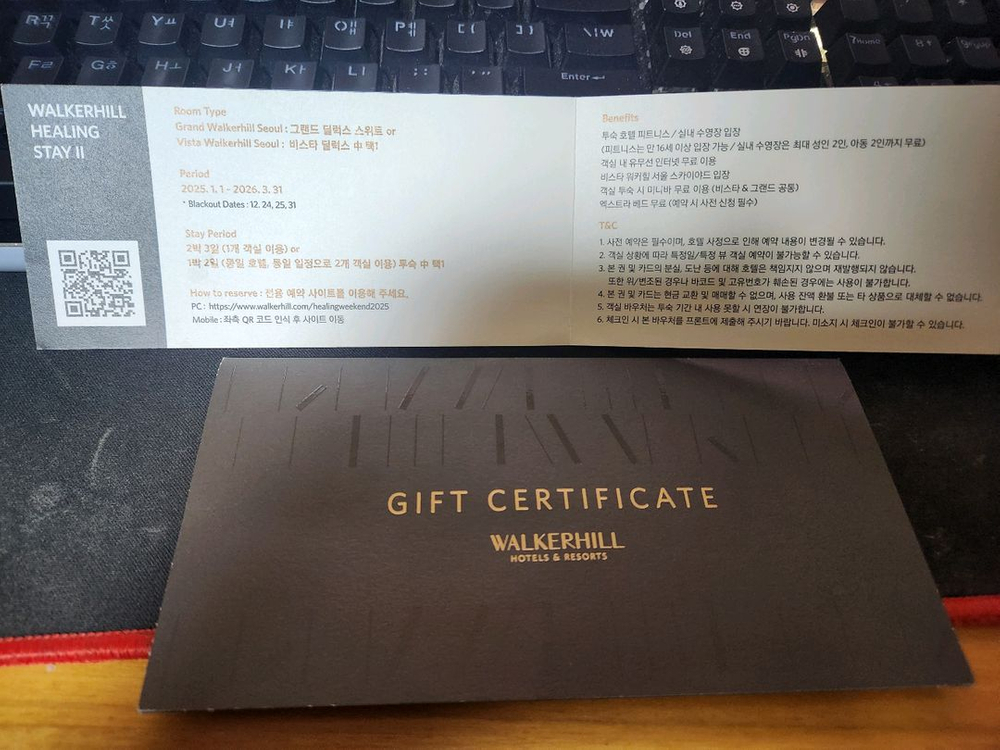 R ㄲ
T ㅆ
Y ㅛ
U ㅕ
I ㅑ
O ㅒ
P ㅖ
[ {
] }
\ | W
Del
End
PgDn
7 home
8
F ㄹ
G ㅎ
H ㅗ
J ㅓ
K ㅏ
L ㅣ
; :
' "
Enter
WALKERHILL
HEALING
STAY II
Room Type
Grand Walkerhill Seoul : 그랜드 딜럭스 스위트 or
Vista Walkerhill Seoul : 비스타 딜럭스 中 택1
Period
2025. 1. 1 - 2026. 3. 31
* Blackout Dates : 12. 24, 25, 31
Stay Period
2박 3일 (1개 객실 이용) or
1박 2일 (동일 호텔, 동일 일정으로 2개 객실 이용) 투숙 中 택1
How to reserve : 전용 예약 사이트를 이용해 주세요.
PC : https://www.walkerhill.com/healingweekend2025
Mobile : 좌측 QR 코드 인식 후 사이트 이동
Benefits
투숙 호텔 피트니스 / 실내 수영장 입장
(피트니스는 만 16세 이상 입장 가능 / 실내 수영장은 최대 성인 2인, 아동 2인까지 무료)
객실 내 유무선 인터넷 무료 이용
비스타 워커힐 서울 스카이야드 입장
객실 투숙 시 미니바 무료 이용 (비스타 & 그랜드 공통)
엑스트라 베드 무료 (예약 시 사전 신청 필수)
T&C
1. 사전 예약은 필수이며, 호텔 사정으로 인해 예약 내용이 변경될 수 있습니다.
2. 객실 상황에 따라 특정일/특정 뷰 객실 예약이 불가능할 수 있습니다.
3. 본 권 및 카드의 분실, 도난 등에 대해 호텔은 책임지지 않으며 재발행되지 않습니다.
또한 위/변조된 경우나 바코드 및 고유번호가 훼손된 경우에는 사용이 불가합니다.
4. 본 권 및 카드는 현금 교환 및 매매할 수 없으며, 사용 잔액 환불 또는 타 상품으로 대체할 수 없습니다.
5. 본 바우처는 투숙 기간 내 사용 못할 시 연장이 불가합니다.
6. 체크인 시 본 바우처를 프론트에 제출해 주시기 바랍니다. 미소지 시 체크인이 불가할 수 있습니다.
GIFT CERTIFICATE
WALKERHILL
HOTELS & RESORTS